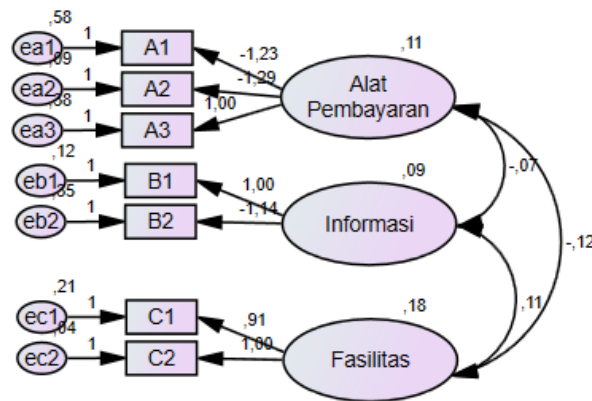 ,58
ea1
1
A1
-1,23
,11
,09
ea2
1
A2
-1,29
Alat
Pembayaran
,38
ea3
1
A3
1,00
,12
eb1
1
B1
1,00
,09
-,07
,35
eb2
1
B2
-1,14
Informasi
-,12
,21
ec1
1
C1
,91
,18
,11
,04
ec2
1
C2
1,00
Fasilitas